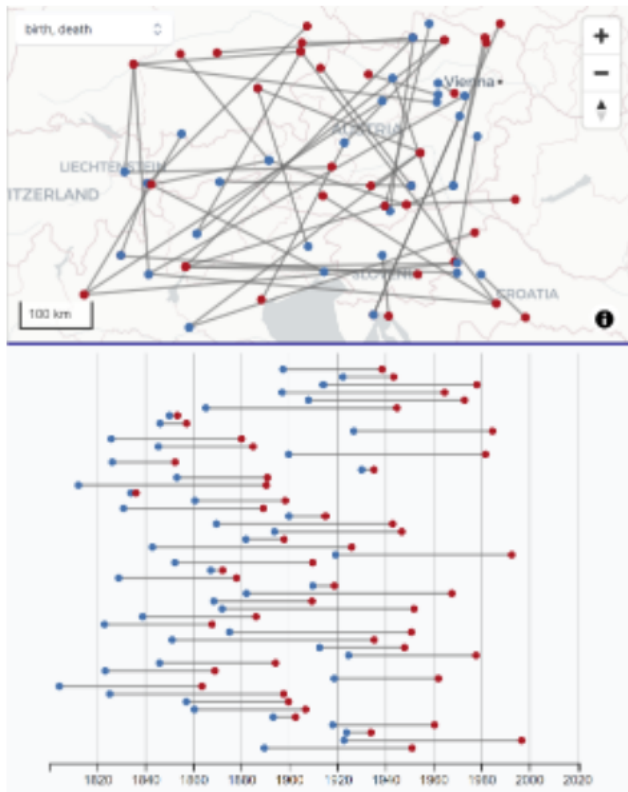 birth, death
+
Vienna
−
AUSTRIA
LIECHTENSTEIN
ITZERLAND
SLOVENIA
CROATIA
100 km
i
1820 1840 1860 1880 1900 1920 1940 1960 1980 2000 2020